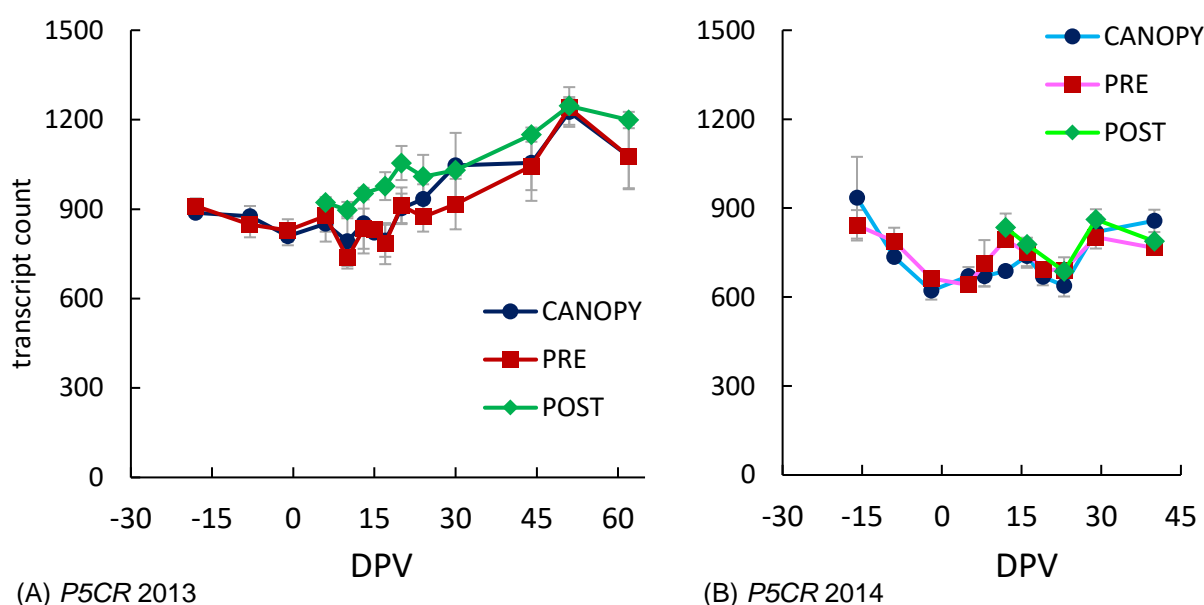 1500
1200
900
600
300
0
-30 -15 0 15 30 45 60
transcript count
DPV
CANOPY
PRE
POST
(A) P5CR 2013
1500
1200
900
600
300
0
-30 -15 0 15 30 45
DPV
CANOPY
PRE
POST
(B) P5CR 2014